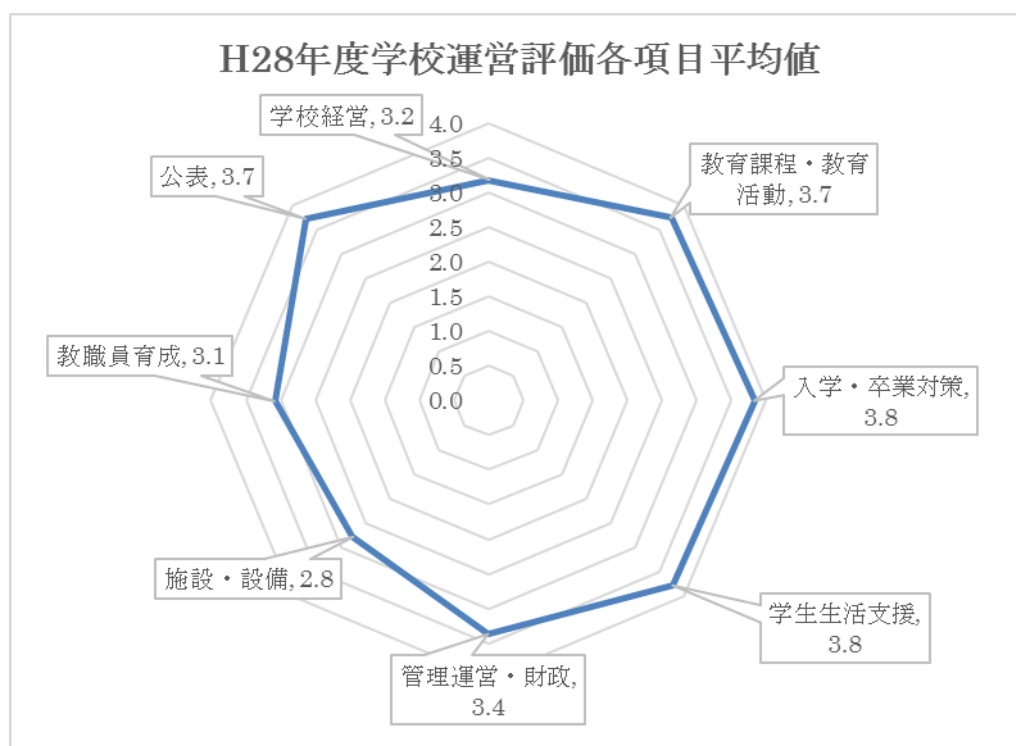 H28年度学校運営評価各項目平均値
学校経営, 3.2
教育課程・教育
活動, 3.7
入学・卒業対策,
3.8
学生生活支援,
3.8
管理運営・財政,
3.4
施設・設備, 2.8
教職員育成, 3.1
公表, 3.7
4.0
3.5
3.0
2.5
2.0
1.5
1.0
0.5
0.0